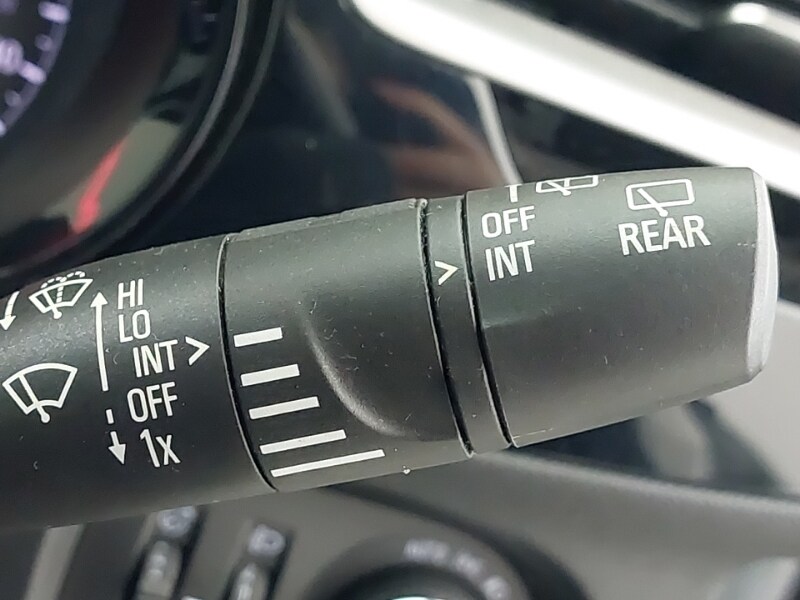 HI
LO
INT >
OFF
1x
>
OFF
INT
REAR